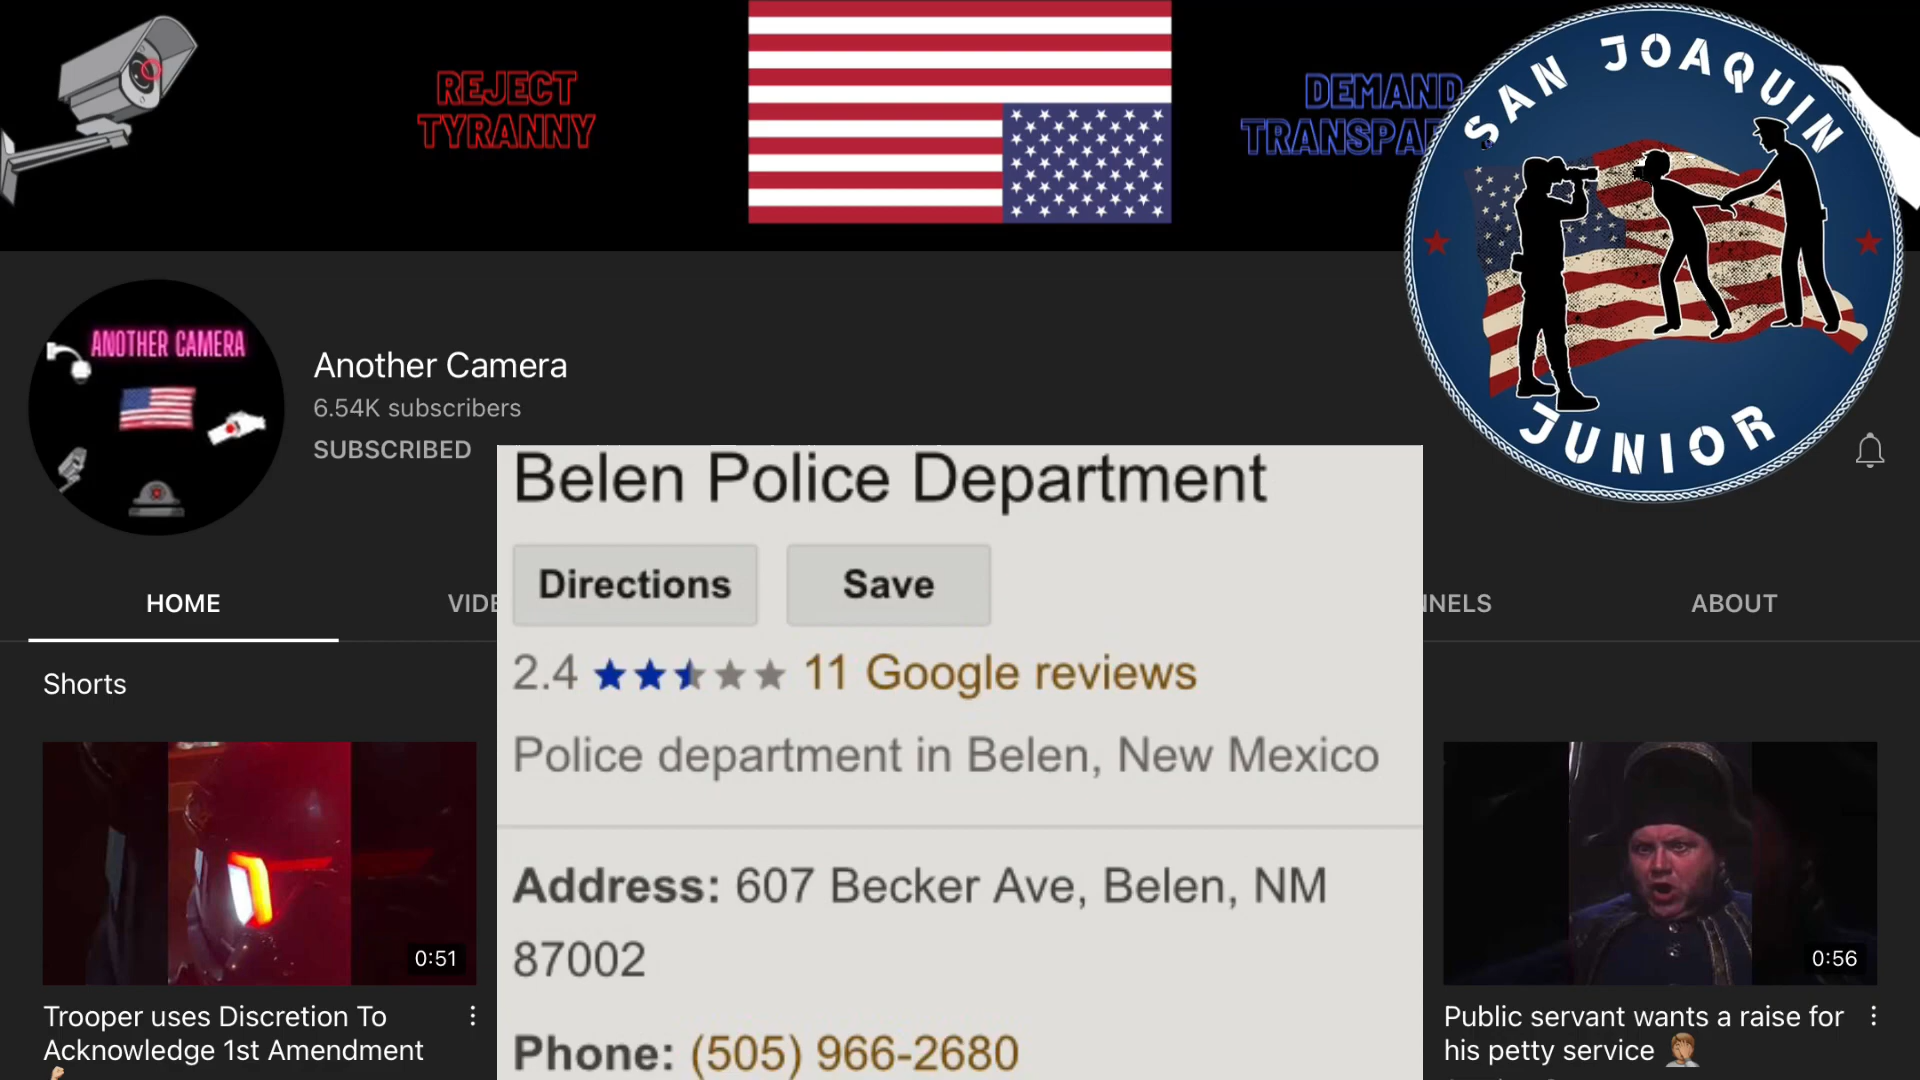 REJECT
TYRANNY
DEMAND
TRANSPA
SAN JOAQUIN
JUNIOR
ANOTHER CAMERA
Another Camera
6.54K subscribers
SUBSCRIBED
Belen Police Department
Directions
Save
HOME
VIDE
NNELS
ABOUT
2.4
11 Google reviews
Shorts
Police department in Belen, New Mexico
Address: 607 Becker Ave, Belen, NM
87002
Phone: (505) 966-2680
0:51
0:56
Trooper uses Discretion To
Acknowledge 1st Amendment
Public servant wants a raise for
his petty service